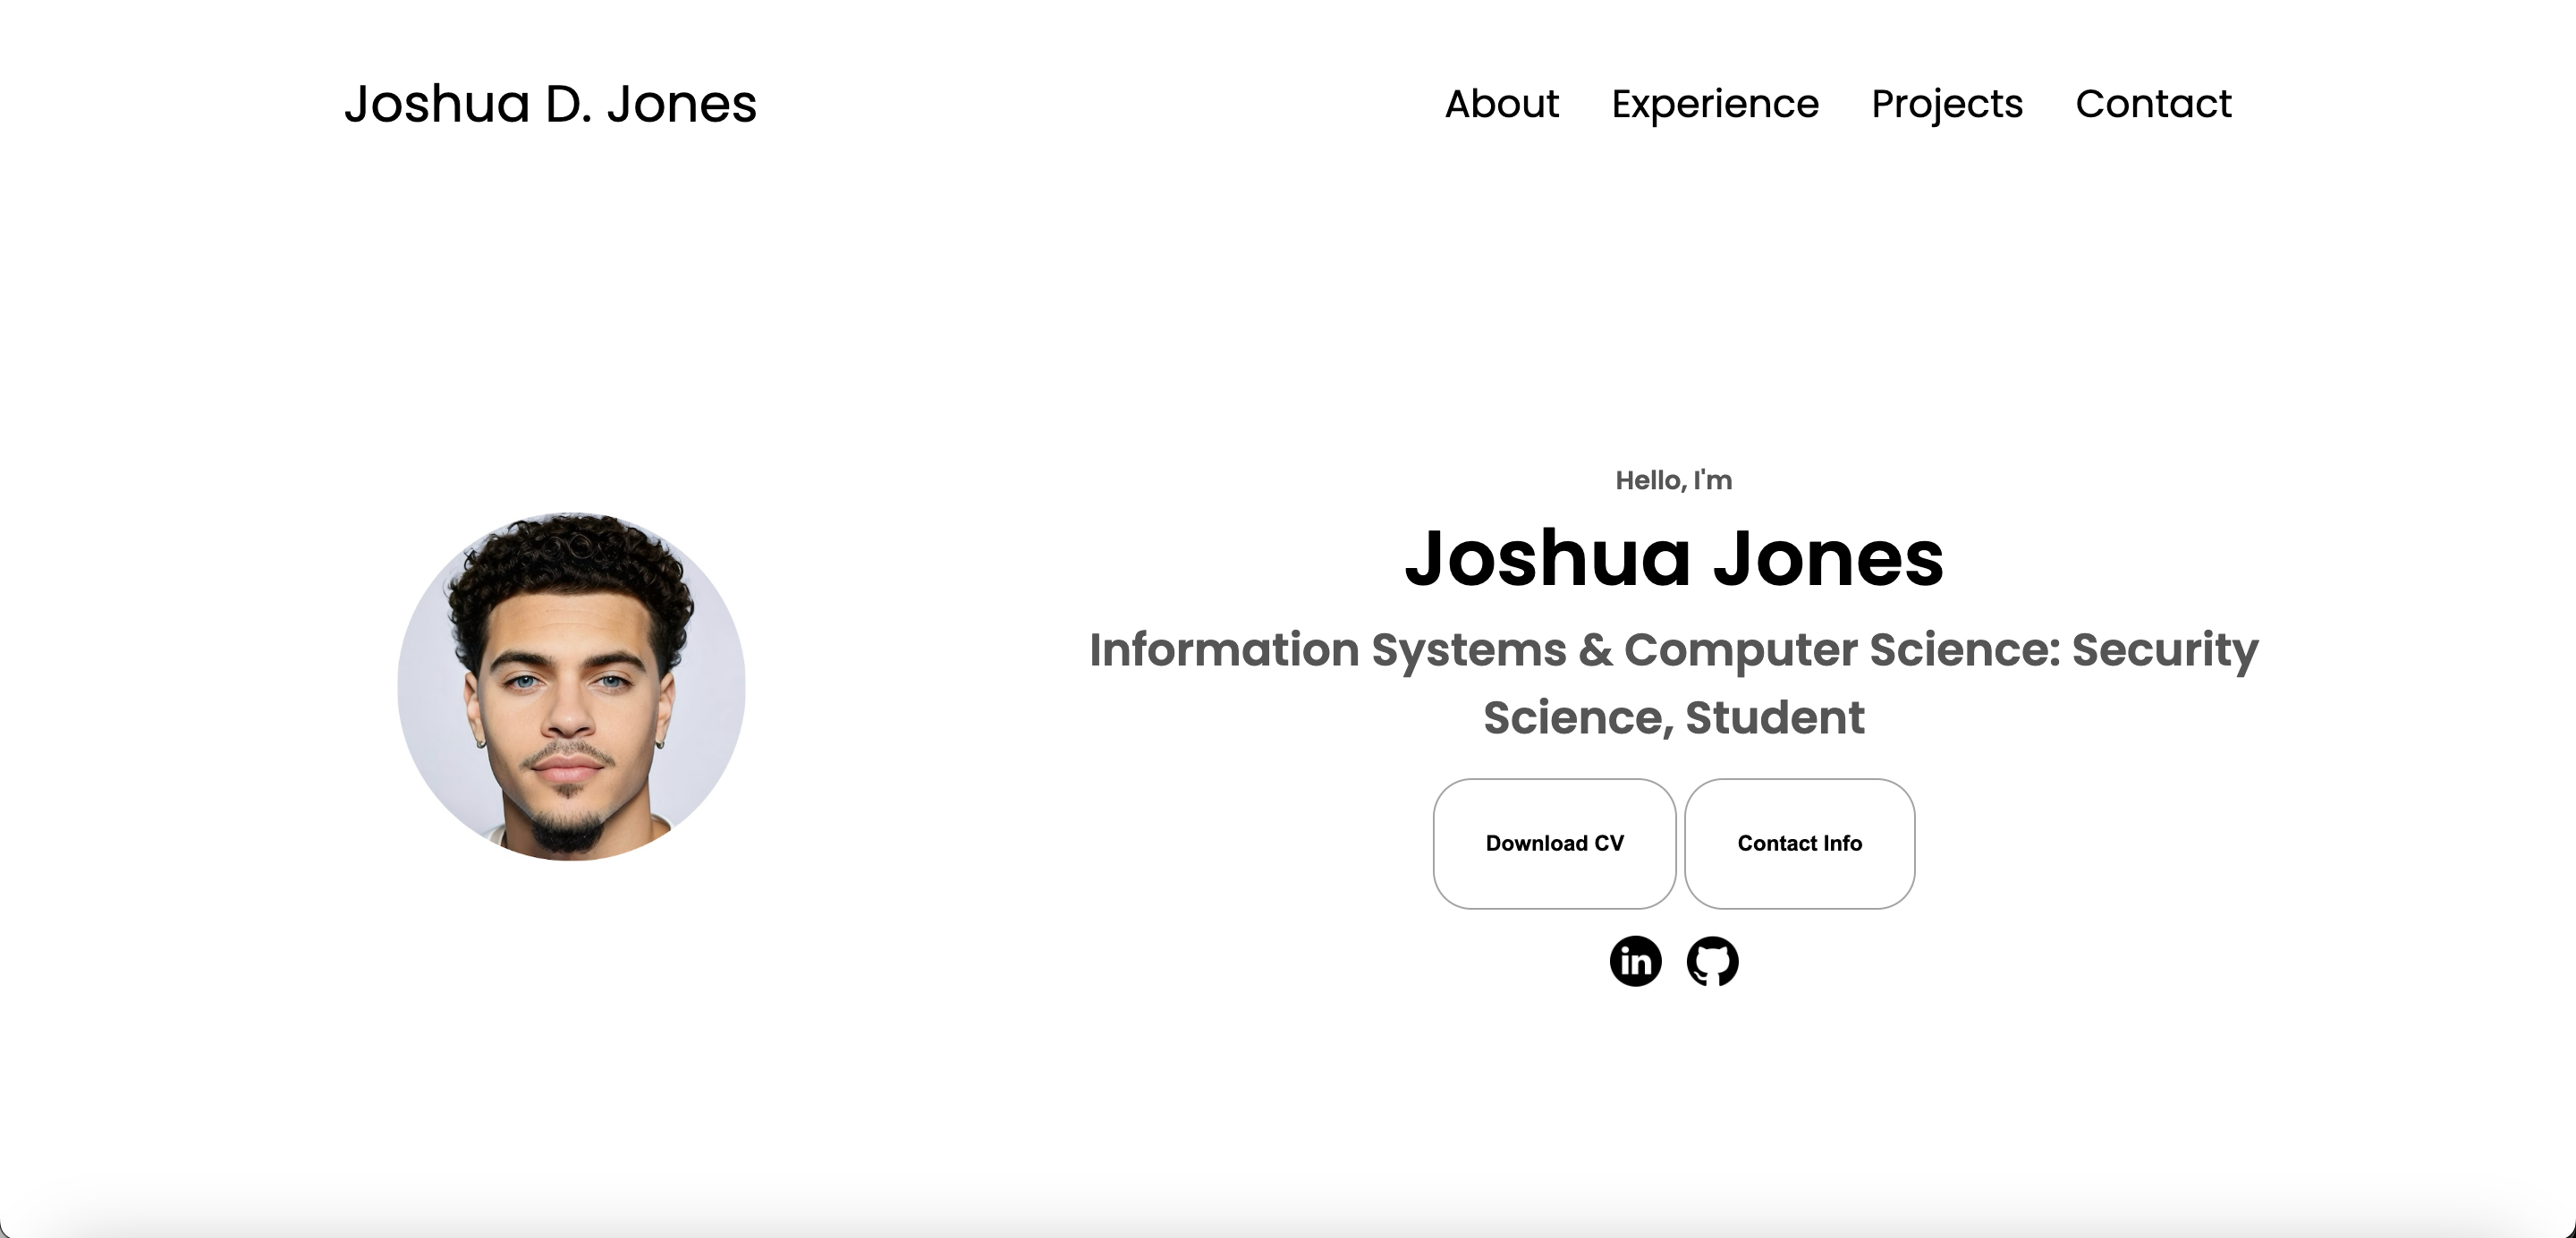 Joshua D. Jones
About Experience Projects Contact
Hello, I'm
Joshua Jones
Information Systems & Computer Science: Security
Science, Student
Download CV
Contact Info
in